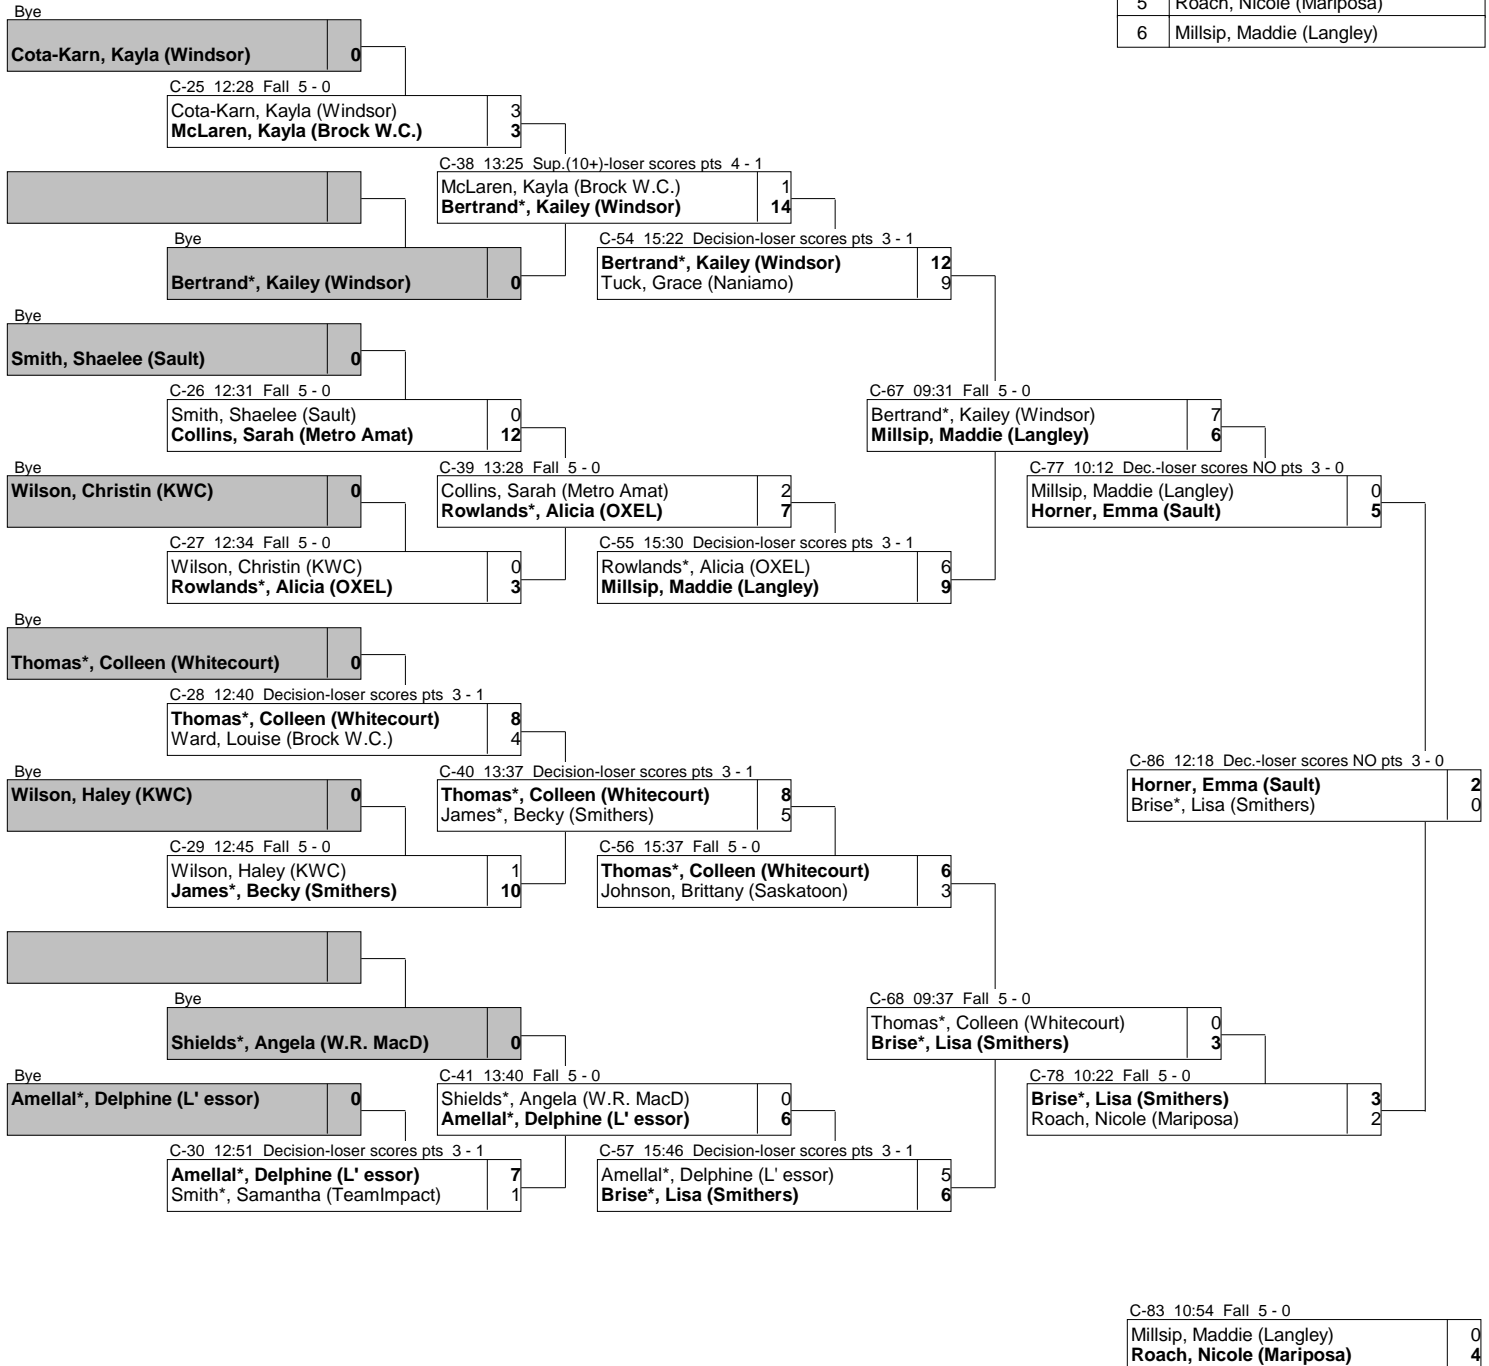 5 Roach, Nicole (Mariposa)
6 Millsip, Maddie (Langley)
Bye
Cota-Karn, Kayla (Windsor) 0
C-25 12:28 Fall 5 - 0
Cota-Karn, Kayla (Windsor) 3
McLaren, Kayla (Brock W.C.) 3
C-38 13:25 Sup.(10+)-loser scores pts 4 - 1
McLaren, Kayla (Brock W.C.) 1
Bertrand*, Kailey (Windsor) 14
Bye
Bertrand*, Kailey (Windsor) 0
C-54 15:22 Decision-loser scores pts 3 - 1
Bertrand*, Kailey (Windsor) 12
Tuck, Grace (Naniamo) 9
Bye
Smith, Shaelee (Sault) 0
C-26 12:31 Fall 5 - 0
Smith, Shaelee (Sault) 0
Collins, Sarah (Metro Amat) 12
C-67 09:31 Fall 5 - 0
Bertrand*, Kailey (Windsor) 7
Millsip, Maddie (Langley) 6
Bye
Wilson, Christin (KWC) 0
C-39 13:28 Fall 5 - 0
Collins, Sarah (Metro Amat) 2
Rowlands*, Alicia (OXEL) 7
C-77 10:12 Dec.-loser scores NO pts 3 - 0
Millsip, Maddie (Langley) 0
Horner, Emma (Sault) 5
C-27 12:34 Fall 5 - 0
Wilson, Christin (KWC) 0
Rowlands*, Alicia (OXEL) 3
C-55 15:30 Decision-loser scores pts 3 - 1
Rowlands*, Alicia (OXEL) 6
Millsip, Maddie (Langley) 9
Bye
Thomas*, Colleen (Whitecourt) 0
C-28 12:40 Decision-loser scores pts 3 - 1
Thomas*, Colleen (Whitecourt) 8
Ward, Louise (Brock W.C.) 4
C-86 12:18 Dec.-loser scores NO pts 3 - 0
Horner, Emma (Sault) 2
Brise*, Lisa (Smithers) 0
Bye
Wilson, Haley (KWC) 0
C-40 13:37 Decision-loser scores pts 3 - 1
Thomas*, Colleen (Whitecourt) 8
James*, Becky (Smithers) 5
C-29 12:45 Fall 5 - 0
Wilson, Haley (KWC) 1
James*, Becky (Smithers) 10
C-56 15:37 Fall 5 - 0
Thomas*, Colleen (Whitecourt) 6
Johnson, Brittany (Saskatoon) 3
Bye
Shields*, Angela (W.R. MacD) 0
C-68 09:37 Fall 5 - 0
Thomas*, Colleen (Whitecourt) 0
Brise*, Lisa (Smithers) 3
Bye
Amellal*, Delphine (L' essor) 0
C-41 13:40 Fall 5 - 0
Shields*, Angela (W.R. MacD) 0
Amellal*, Delphine (L' essor) 6
C-78 10:22 Fall 5 - 0
Brise*, Lisa (Smithers) 3
Roach, Nicole (Mariposa) 2
C-30 12:51 Decision-loser scores pts 3 - 1
Amellal*, Delphine (L' essor) 7
Smith*, Samantha (TeamImpact) 1
C-57 15:46 Decision-loser scores pts 3 - 1
Amellal*, Delphine (L' essor) 5
Brise*, Lisa (Smithers) 6
C-83 10:54 Fall 5 - 0
Millsip, Maddie (Langley) 0
Roach, Nicole (Mariposa) 4